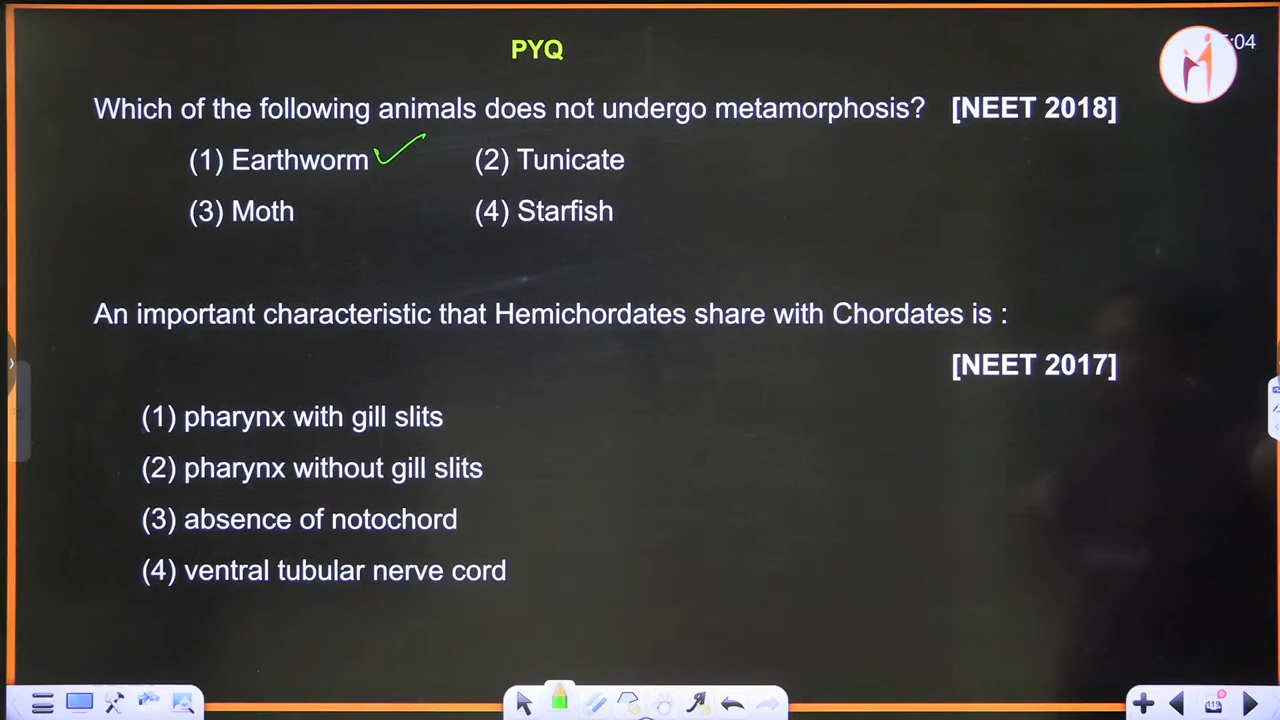 PYQ
:04
Which of the following animals does not undergo metamorphosis? [NEET 2018]
(1) Earthworm (2) Tunicate
(3) Moth (4) Starfish
An important characteristic that Hemichordates share with Chordates is :
[NEET 2017]
(1) pharynx with gill slits
(2) pharynx without gill slits
(3) absence of notochord
(4) ventral tubular nerve cord
119